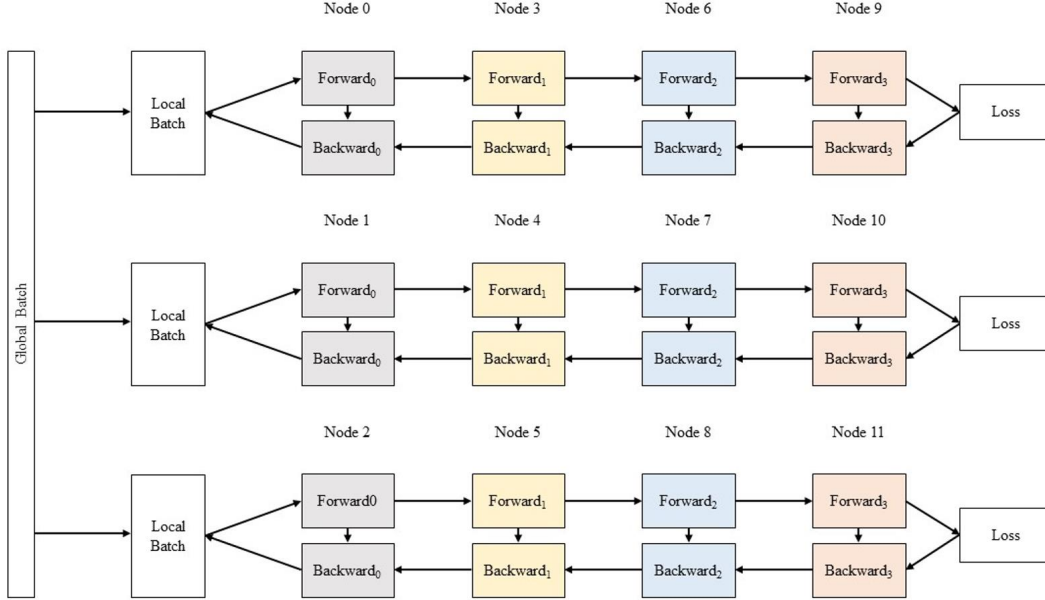 Node 0 Node 3 Node 6 Node 9
Forward₀ Forward₁ Forward₂ Forward₃
Local
Batch
Loss
Backward₀ Backward₁ Backward₂ Backward₃
Node 1 Node 4 Node 7 Node 10
Global Batch
Forward₀ Forward₁ Forward₂ Forward₃
Local
Batch
Loss
Backward₀ Backward₁ Backward₂ Backward₃
Node 2 Node 5 Node 8 Node 11
Forward0 Forward₁ Forward₂ Forward₃
Local
Batch
Loss
Backward₀ Backward₁ Backward₂ Backward₃